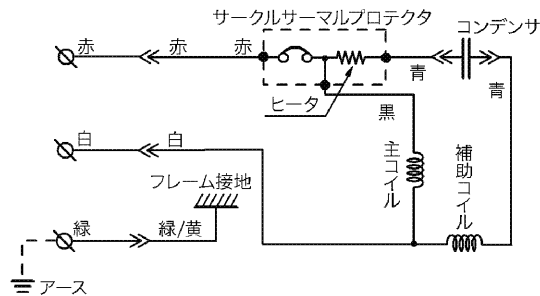 サークルサーマルプロテクタ
コンデンサ
赤
赤
赤
青
青
ヒータ
黒
白
白
主コイル
補助コイル
フレーム接地
緑
緑/黄
アース